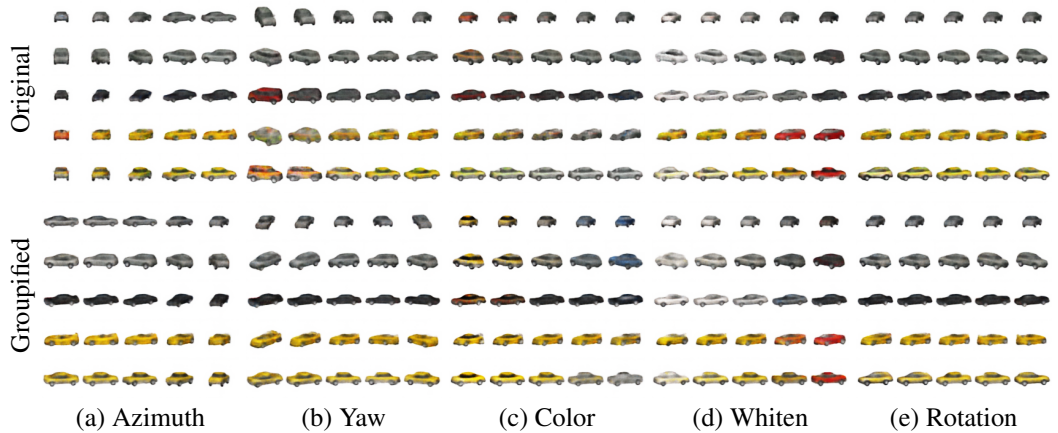 Original
Groupified
(a) Azimuth
(b) Yaw
(c) Color
(d) Whiten
(e) Rotation